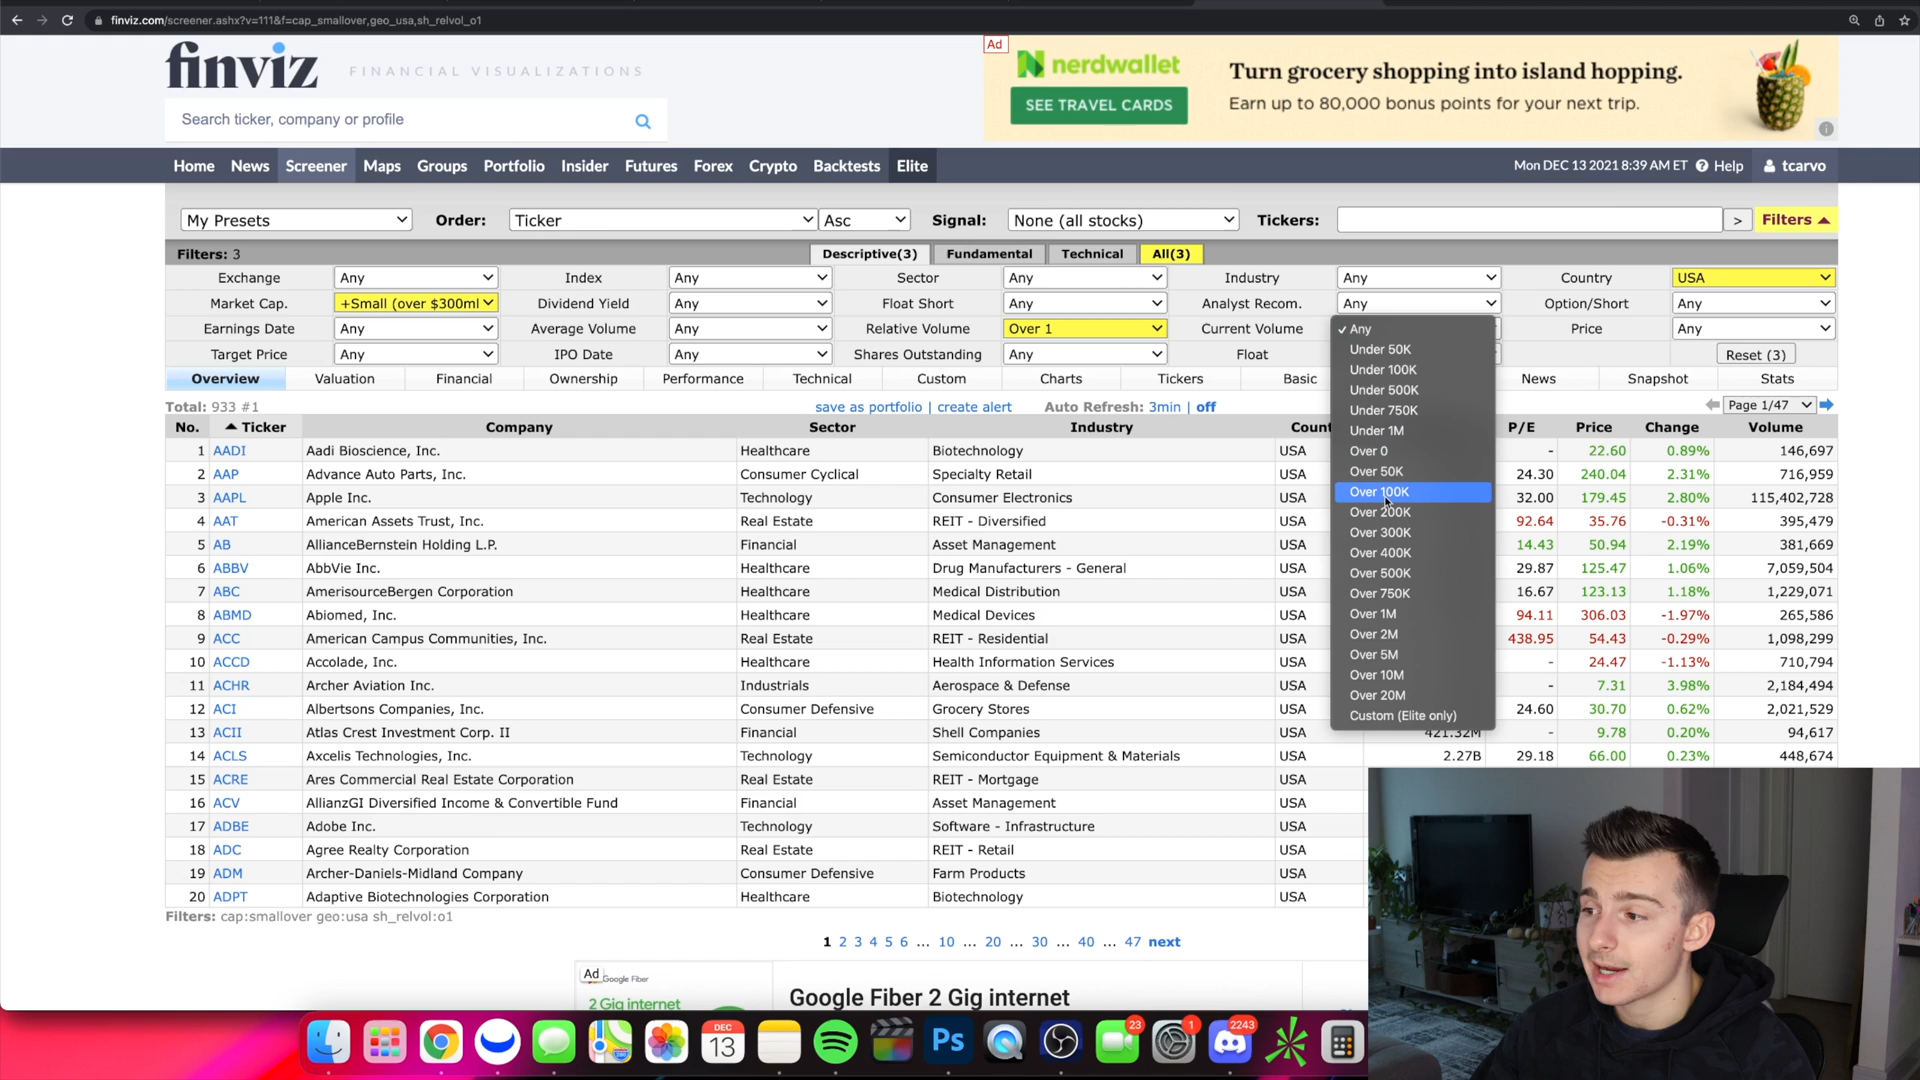 finviz.com/screener.ashx?v=111&f=cap_smallover,geo_usa,sh_relvol_o1
finviz FINANCIAL VISUALIZATIONS
Search ticker, company or profile
Ad
nerdwallet
SEE TRAVEL CARDS
Turn grocery shopping into island hopping.
Earn up to 80,000 bonus points for your next trip.
Home News Screener Maps Groups Portfolio Insider Futures Forex Crypto Backtests Elite Mon DEC 13 2021 8:39 AM ET Help tcarvo
My Presets Order: Ticker Asc Signal: None (all stocks) Tickers: > Filters
Filters: 3 Descriptive(3) Fundamental Technical All(3)
Exchange Any Index Any Sector Any Industry Any Country USA
Market Cap. +Small (over $300ml Dividend Yield Any Float Short Any Analyst Recom. Any Option/Short Any
Earnings Date Any Average Volume Any Relative Volume Over 1 Current Volume Price Any
Target Price Any IPO Date Any Shares Outstanding Any Float Reset (3)
✓ Any
Under 50K
Under 100K
Under 500K
Under 750K
Under 1M
Over 0
Over 50K
Over 100K
Over 200K
Over 300K
Over 400K
Over 500K
Over 750K
Over 1M
Over 2M
Over 5M
Over 10M
Over 20M
Custom (Elite only)
Overview Valuation Financial Ownership Performance Technical Custom Charts Tickers Basic News Snapshot Stats
Total: 933 #1 save as portfolio | create alert Auto Refresh: 3min | off Page 1/47
No. Ticker Company Sector Industry P/E Price Change Volume
1 AADI Aadi Bioscience, Inc. Healthcare Biotechnology USA - 22.60 0.89% 146,697
2 AAP Advance Auto Parts, Inc. Consumer Cyclical Specialty Retail USA 24.30 240.04 2.31% 716,959
3 AAPL Apple Inc. Technology Consumer Electronics USA 32.00 179.45 2.80% 115,402,728
4 AAT American Assets Trust, Inc. Real Estate REIT - Diversified USA 92.64 35.76 -0.31% 395,479
5 AB AllianceBernstein Holding L.P. Financial Asset Management USA 14.43 50.94 2.19% 381,669
6 ABBV AbbVie Inc. Healthcare Drug Manufacturers - General USA 29.87 125.47 1.06% 7,059,504
7 ABC AmerisourceBergen Corporation Healthcare Medical Distribution USA 16.67 123.13 1.18% 1,229,071
8 ABMD Abiomed, Inc. Healthcare Medical Devices USA 94.11 306.03 -1.97% 265,586
9 ACC American Campus Communities, Inc. Real Estate REIT - Residential USA 438.95 54.43 -0.29% 1,098,299
10 ACCD Accolade, Inc. Healthcare Health Information Services USA - 24.47 -1.13% 710,794
11 ACHR Archer Aviation Inc. Industrials Aerospace & Defense USA - 7.31 3.98% 2,184,494
12 ACI Albertsons Companies, Inc. Consumer Defensive Grocery Stores USA 24.60 30.70 0.62% 2,021,529
13 ACII Atlas Crest Investment Corp. II Financial Shell Companies USA 421.32M - 9.78 0.20% 94,617
14 ACLS Axcelis Technologies, Inc. Technology Semiconductor Equipment & Materials USA 2.27B 29.18 66.00 0.23% 448,674
15 ACRE Ares Commercial Real Estate Corporation Real Estate REIT - Mortgage USA
16 ACV AllianzGI Diversified Income & Convertible Fund Financial Asset Management USA
17 ADBE Adobe Inc. Technology Software - Infrastructure USA
18 ADC Agree Realty Corporation Real Estate REIT - Retail USA
19 ADM Archer-Daniels-Midland Company Consumer Defensive Farm Products USA
20 ADPT Adaptive Biotechnologies Corporation Healthcare Biotechnology USA
Filters: cap:smallover geo:usa sh_relvol:o1
1 2 3 4 5 6 ... 10 ... 20 ... 30 ... 40 ... 47 next
Ad Google Fiber
2 Gig internet
Google Fiber 2 Gig internet
DEC
13
Ps
23
1
2243